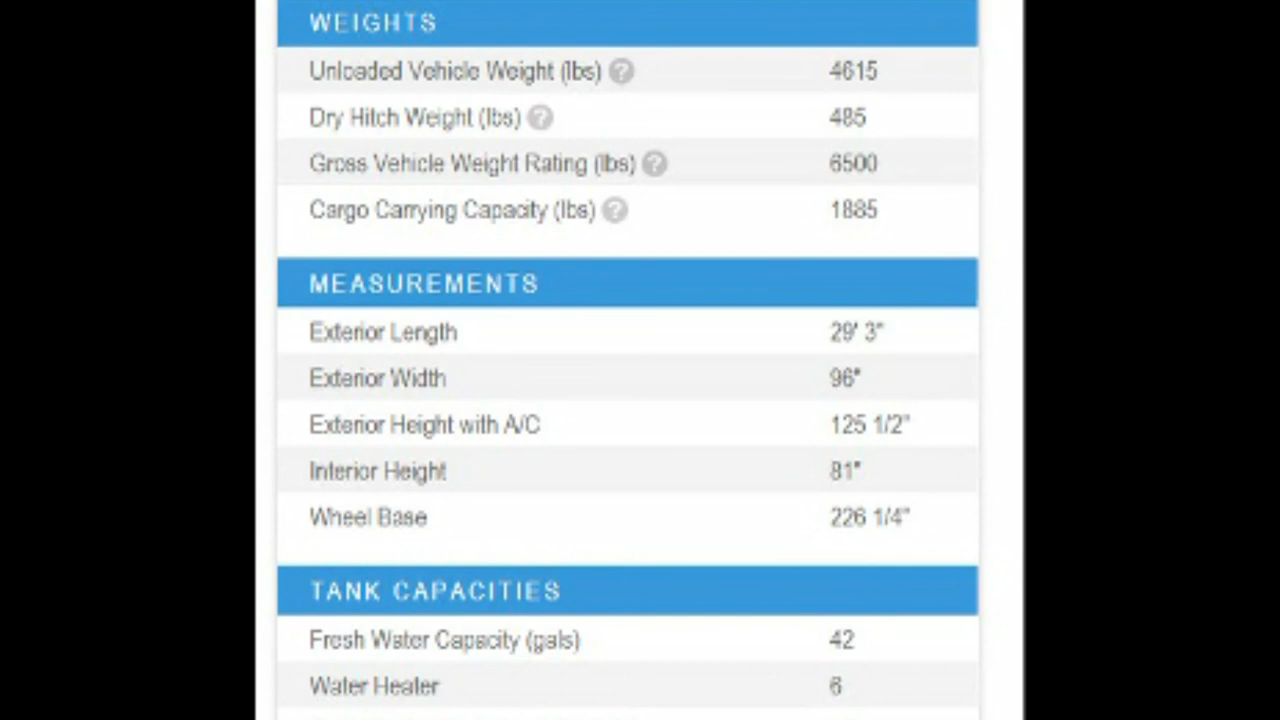 WEIGHTS
Unloaded Vehicle Weight (lbs) ? 4615
Dry Hitch Weight (lbs) ? 485
Gross Vehicle Weight Rating (lbs) ? 6500
Cargo Carrying Capacity (lbs) ? 1885
MEASUREMENTS
Exterior Length 29' 3"
Exterior Width 96"
Exterior Height with A/C 125 1/2"
Interior Height 81"
Wheel Base 226 1/4"
TANK CAPACITIES
Fresh Water Capacity (gals) 42
Water Heater 6